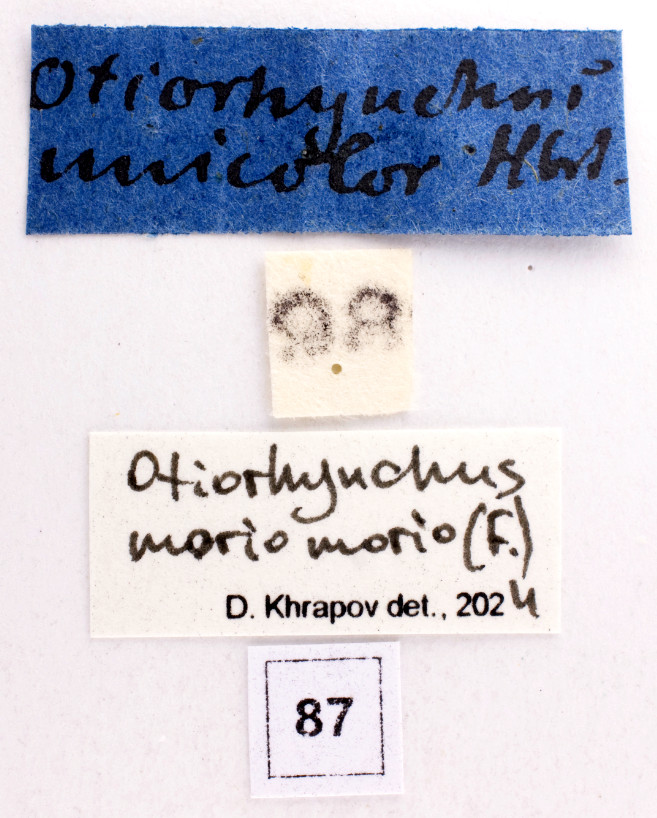 Otiorhynchus
unicolor Hbst.
Otiorhynchus
morio morio (F.)
D. Khrapov det., 2024
87